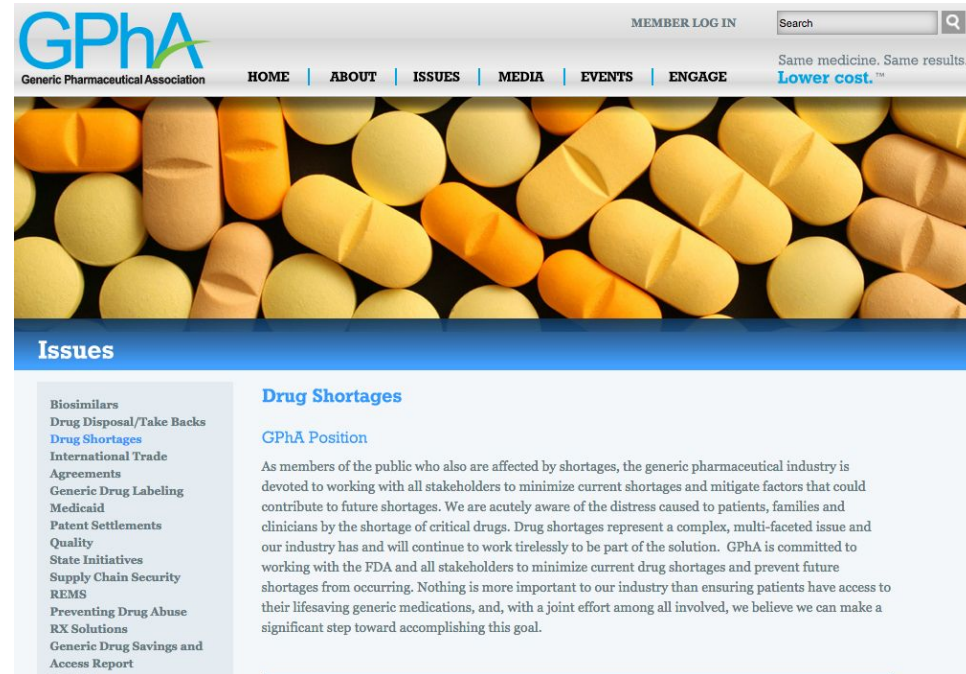 GPhA
Generic Pharmaceutical Association
MEMBER LOG IN
Search
HOME ABOUT ISSUES MEDIA EVENTS ENGAGE
Same medicine. Same results.
Lower cost.™
Issues
Biosimilars
Drug Disposal/Take Backs
Drug Shortages
International Trade
Agreements
Generic Drug Labeling
Medicaid
Patent Settlements
Quality
State Initiatives
Supply Chain Security
REMS
Preventing Drug Abuse
RX Solutions
Generic Drug Savings and
Access Report
Drug Shortages
GPhA Position
As members of the public who also are affected by shortages, the generic pharmaceutical industry is
devoted to working with all stakeholders to minimize current shortages and mitigate factors that could
contribute to future shortages. We are acutely aware of the distress caused to patients, families and
clinicians by the shortage of critical drugs. Drug shortages represent a complex, multi-faceted issue and
our industry has and will continue to work tirelessly to be part of the solution. GPhA is committed to
working with the FDA and all stakeholders to minimize current drug shortages and prevent future
shortages from occurring. Nothing is more important to our industry than ensuring patients have access to
their lifesaving generic medications, and, with a joint effort among all involved, we believe we can make a
significant step toward accomplishing this goal.